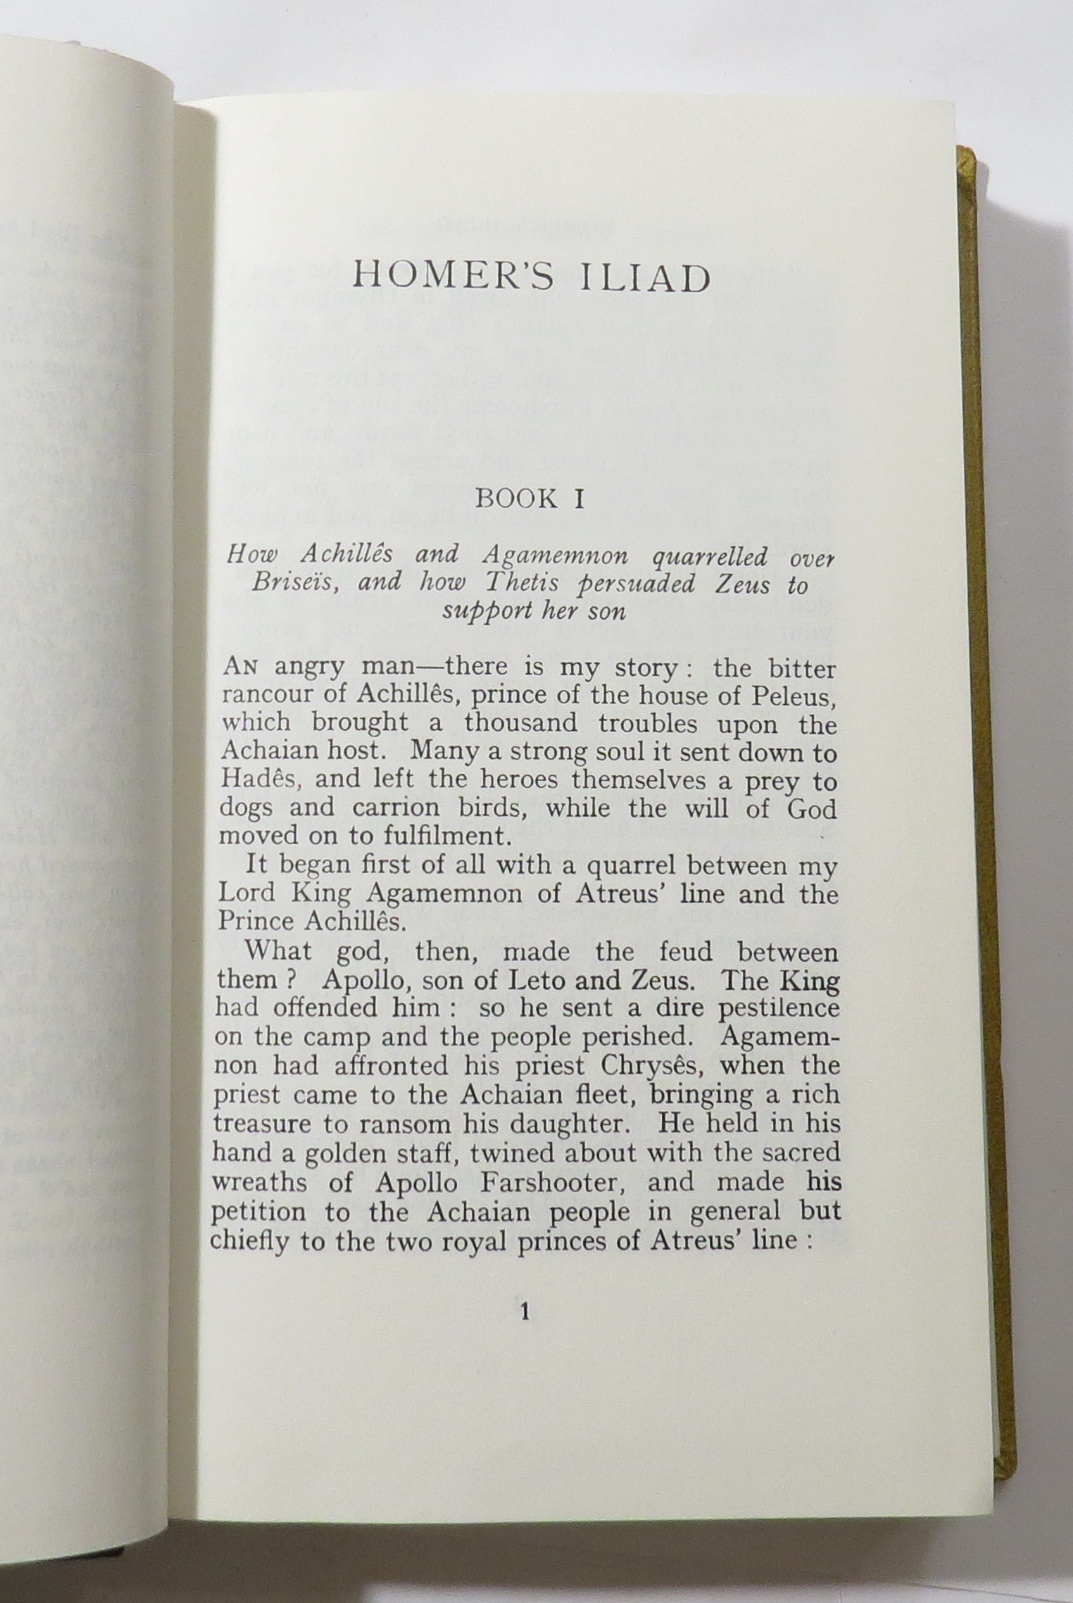 HOMER'S ILIAD
BOOK I
How Achillês and Agamemnon quarrelled over
Briseïs, and how Thetis persuaded Zeus to
support her son
AN angry man—there is my story : the bitter
rancour of Achillês, prince of the house of Peleus,
which brought a thousand troubles upon the
Achaian host. Many a strong soul it sent down to
Hadês, and left the heroes themselves a prey to
dogs and carrion birds, while the will of God
moved on to fulfilment.
It began first of all with a quarrel between my
Lord King Agamemnon of Atreus' line and the
Prince Achillês.
What god, then, made the feud between
them ? Apollo, son of Leto and Zeus. The King
had offended him : so he sent a dire pestilence
on the camp and the people perished. Agamem-
non had affronted his priest Chrysês, when the
priest came to the Achaian fleet, bringing a rich
treasure to ransom his daughter. He held in his
hand a golden staff, twined about with the sacred
wreaths of Apollo Farshooter, and made his
petition to the Achaian people in general but
chiefly to the two royal princes of Atreus' line :
1